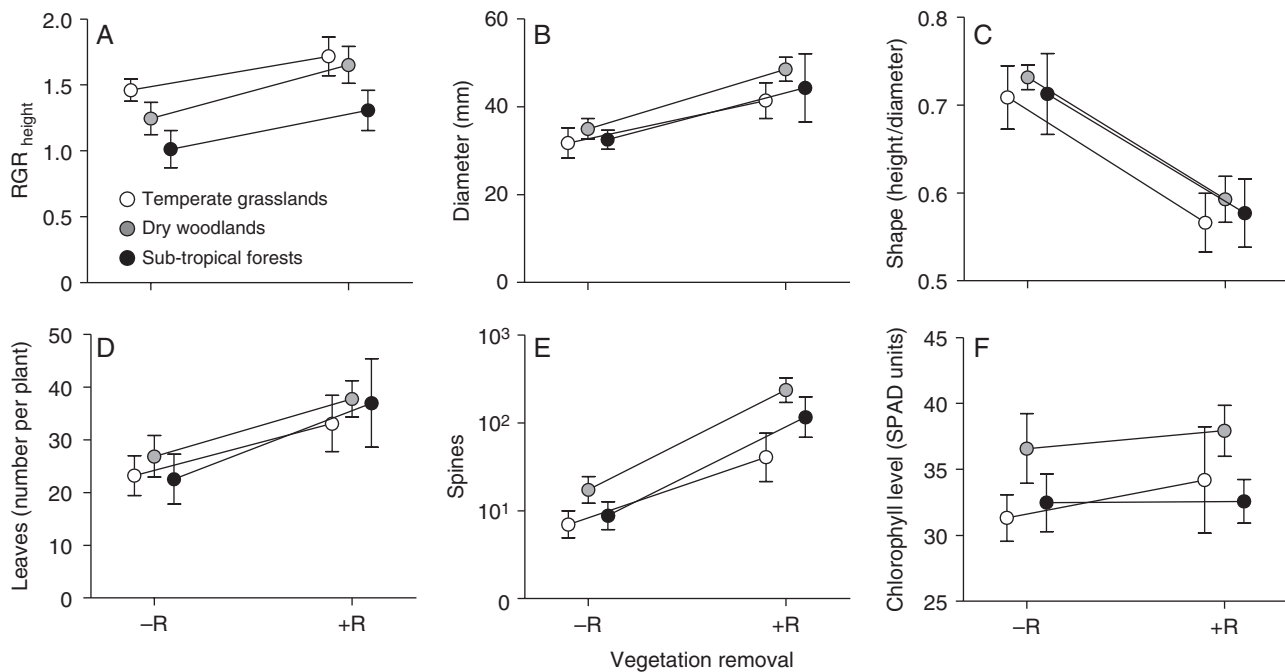 A
RGR height
2.0
1.5
1.0
1.5
0
Temperate grasslands
Dry woodlands
Sub-tropical forests
B
Diameter (mm)
60
40
20
0
C
Shape (height/diameter)
0.8
0.7
0.6
0.5
D
Leaves (number per plant)
50
40
30
20
10
0
–R
+R
E
Spines
10³
10²
10¹
0
–R
+R
Vegetation removal
F
Chlorophyll level (SPAD units)
45
40
35
31
25
–R
+R